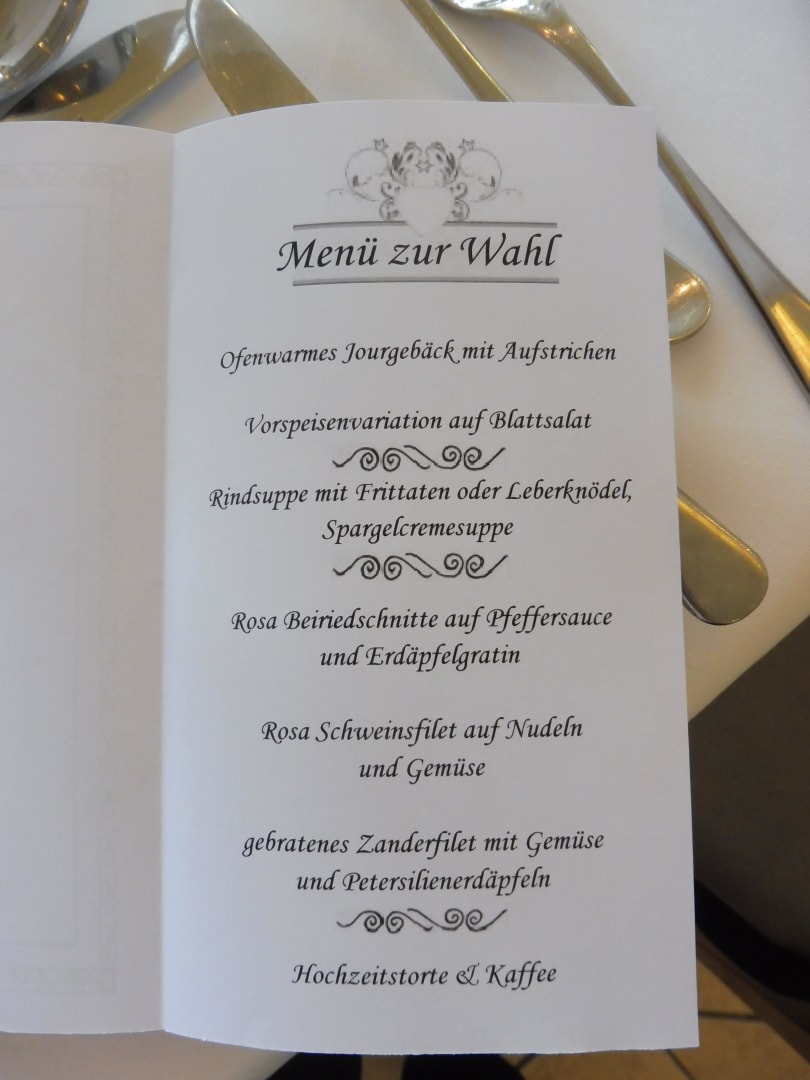 Menü zur Wahl
Ofenwarmes Jourgebäck mit Aufstrichen
Vorspeisenvariation auf Blattsalat
Rindsuppe mit Frittaten oder Leberknödel,
Spargelcremesuppe
Rosa Beiriedschnitte auf Pfeffersauce
und Erdäpfelgratin
Rosa Schweinsfilet auf Nudeln
und Gemüse
gebratenes Zanderfilet mit Gemüse
und Petersilienerdäpfeln
Hochzeitstorte & Kaffee